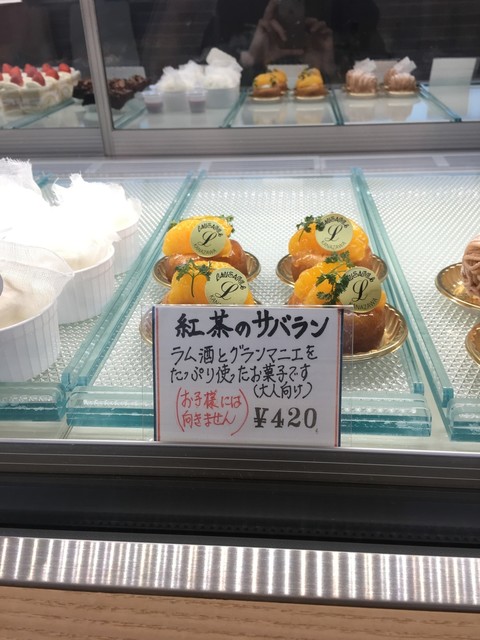 紅茶のサバラン
ラム酒とグランマニエを
たっぷり使ったお菓子です
(大人向け)
(お子様には
向きません)
¥420
L
L
L
L